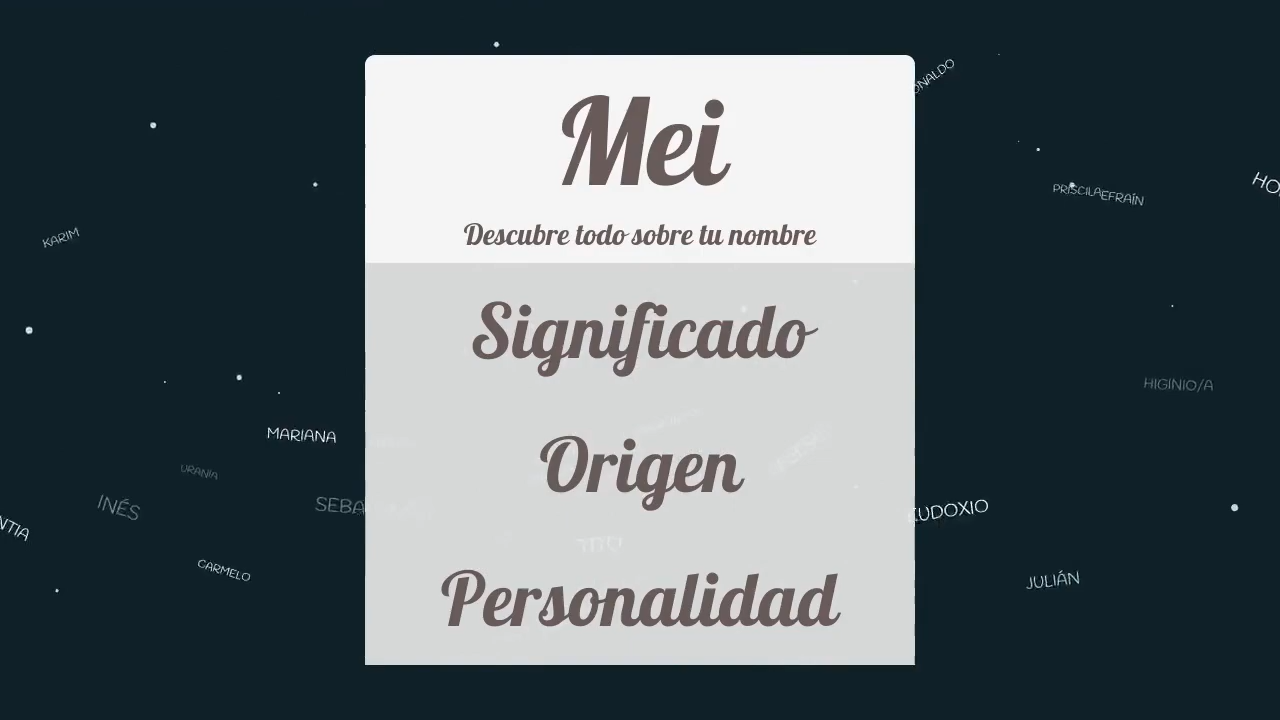 Mei
Descubre todo sobre tu nombre
Significado
Origen
Personalidad
KARIM
PRISCILA
EFRAÍN
HIGINIO/A
MARIANA
URANIA
INÉS
CARMELO
EUDOXIO
JULIÁN
TITO